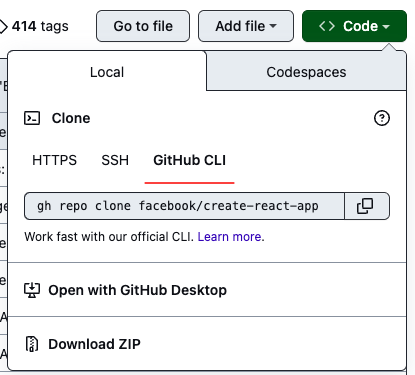 414 tags
Go to file
Add file
<> Code
Local
Codespaces
Clone
HTTPS
SSH
GitHub CLI
gh repo clone facebook/create-react-app
Work fast with our official CLI. Learn more.
Open with GitHub Desktop
Download ZIP